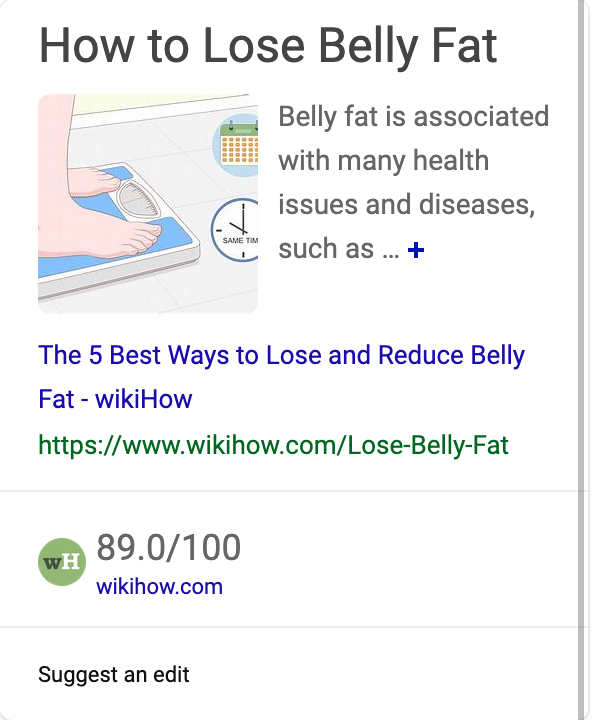 How to Lose Belly Fat
Belly fat is associated
with many health
issues and diseases,
such as ... +
SAME TIM
The 5 Best Ways to Lose and Reduce Belly
Fat - wikiHow
https://www.wikihow.com/Lose-Belly-Fat
wH
89.0/100
wikihow.com
Suggest an edit